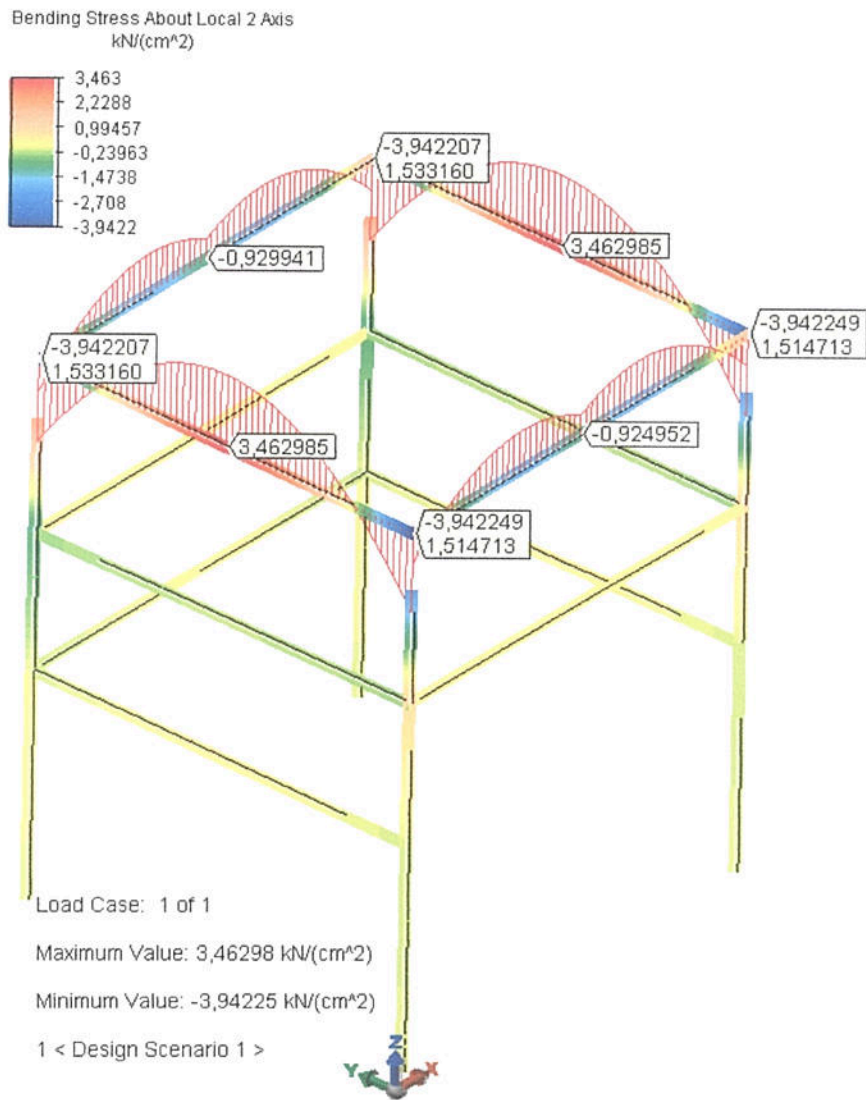 Bending Stress About Local 2 Axis
kN/(cm^2)
3,463
2,2288
0,99457
-0,23963
-1,4738
-2,708
-3,9422
-3,942207
1,533160
3,462985
-0,929941
-3,942249
1,514713
-3,942207
1,533160
-0,924952
3,462985
-3,942249
1,514713
Load Case: 1 of 1
Maximum Value: 3,46298 kN/(cm^2)
Minimum Value: -3,94225 kN/(cm^2)
1 < Design Scenario 1 >
Z
Y
X